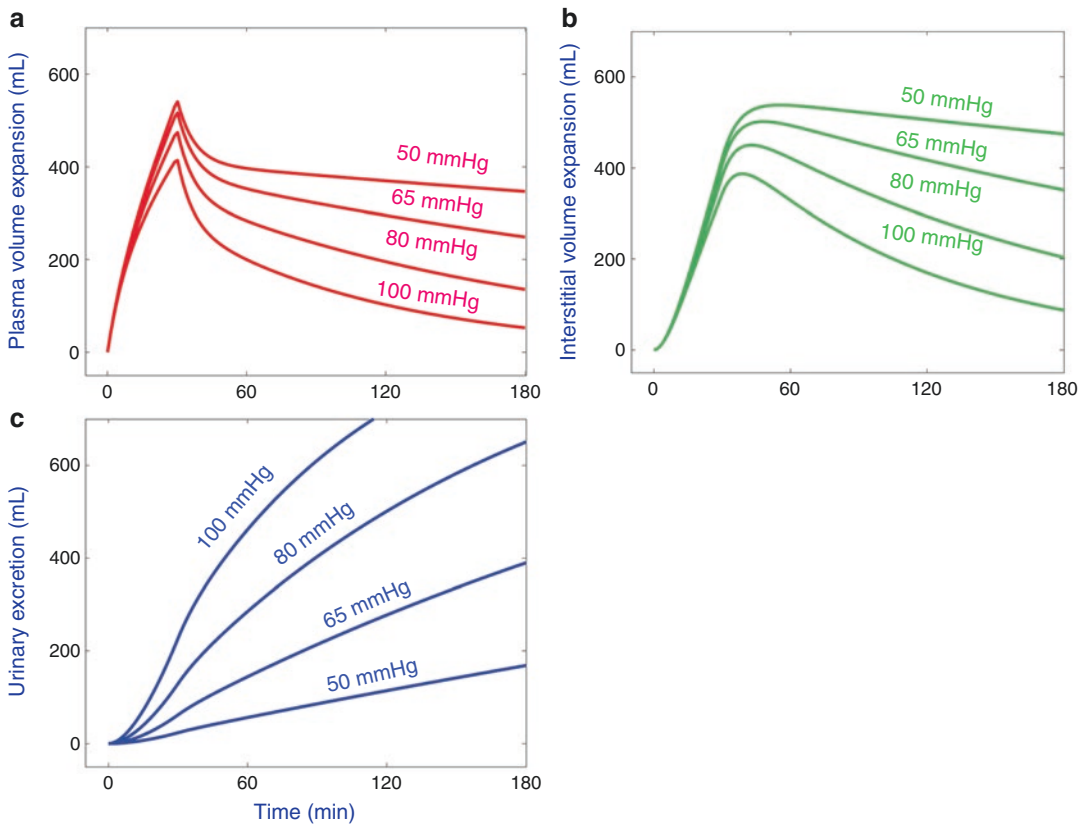 a
Plasma volume expansion (mL)
600
400
200
0
0
60
120
180
50 mmHg
65 mmHg
80 mmHg
100 mmHg
b
Interstitial volume expansion (mL)
600
400
200
0
0
60
120
180
50 mmHg
65 mmHg
80 mmHg
100 mmHg
c
Urinary excretion (mL)
600
400
200
0
0
60
120
180
100 mmHg
80 mmHg
65 mmHg
50 mmHg
Time (min)